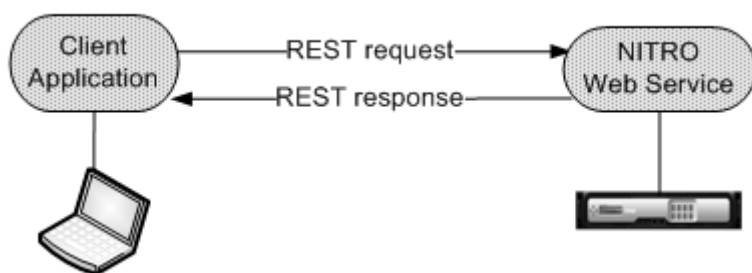 Client
Application
REST request
REST response
NITRO
Web Service